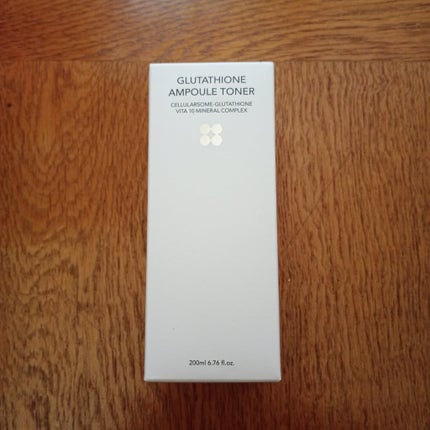 GLUTATHIONE
AMPOULE TONER
CELLULARSOME-GLUTATHIONE
VITA 10 MINERAL COMPLEX
200ml 6.76 fl.oz.